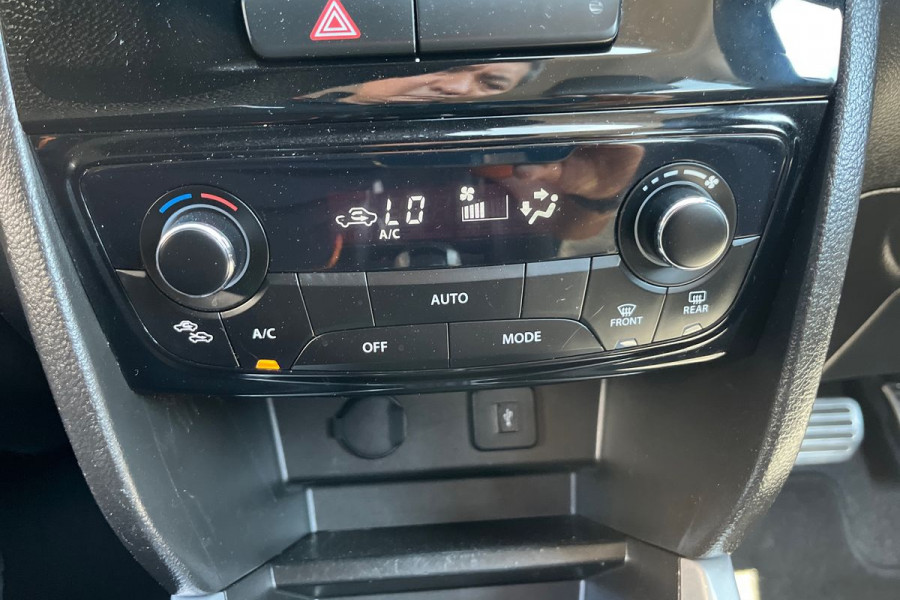 LO
A/C
AUTO
A/C
OFF
MODE
FRONT
REAR